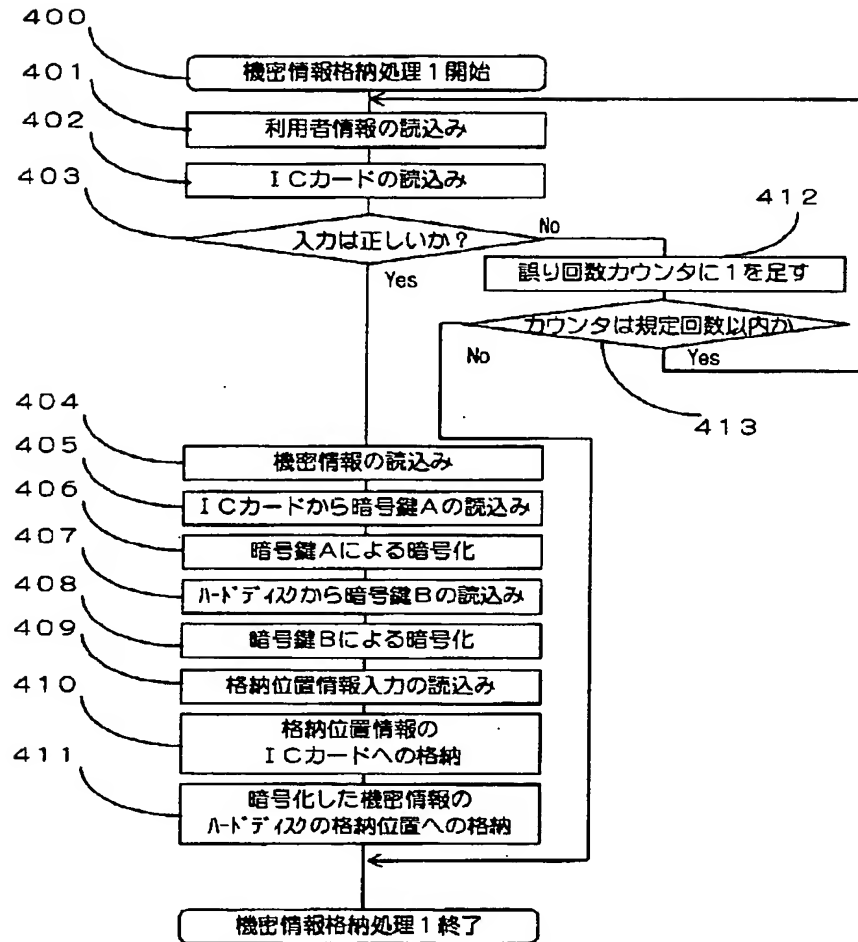 ４００
機密情報格納処理１開始
４０１
利用者情報の読込み
４０２
ＩＣカードの読込み
４０３
入力は正しいか？
No
Yes
４１２
誤り回数カウンタに１を足す
カウンタは規定回数以内か
No
Yes
４１３
４０４
機密情報の読込み
４０５
ＩＣカードから暗号鍵Ａの読込み
４０６
暗号鍵Ａによる暗号化
４０７
ﾊｰﾄﾞﾃﾞｨｽｸから暗号鍵Ｂの読込み
４０８
暗号鍵Ｂによる暗号化
４０９
格納位置情報入力の読込み
４１０
格納位置情報の
ＩＣカードへの格納
４１１
暗号化した機密情報の
ﾊｰﾄﾞﾃﾞｨｽｸの格納位置への格納
機密情報格納処理１終了